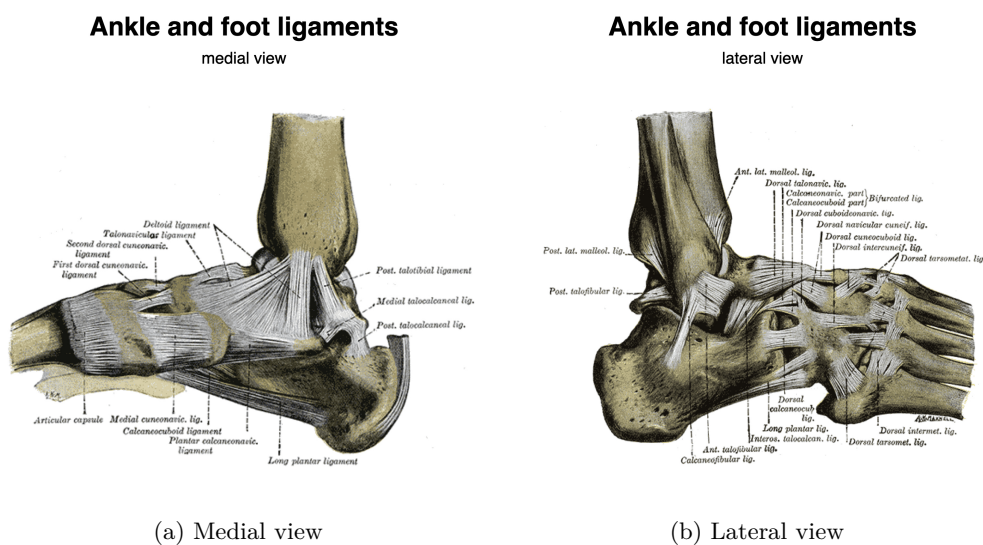 Ankle and foot ligaments
medial view
Deltoid ligament
Talonavicular ligament
Second dorsal cuneonavic.
ligament
First dorsal cuneonavic.
ligament
Post. talotibial ligament
Medial talocalcaneal lig.
Post. talocalcaneal lig.
Articular capsule
Medial cuneonavic. lig.
Calcaneocuboid ligament
Plantar calcaneonavic.
ligament
Long plantar ligament
(a) Medial view
Ankle and foot ligaments
lateral view
Ant. lat. malleol. lig.
Dorsal talonavic. lig.
Calcaneonavic. part
Calcaneocuboid part
Bifurcated lig.
Dorsal cuboideonavic. lig.
Dorsal navicular cuneif. lig.
Dorsal cuneocuboid lig.
Dorsal intercuneif. lig.
Dorsal tarsometat. lig
Post. lat. malleol. lig.
Post. talofibular lig.
Dorsal
calcaneocub
lig.
Long plantar lig.
Interos. talocalcan. lig.
Ant. talofibular lig.
Calcaneofibular lig.
Dorsal intermet. lig.
Dorsal tarsomet. lig.
(b) Lateral view